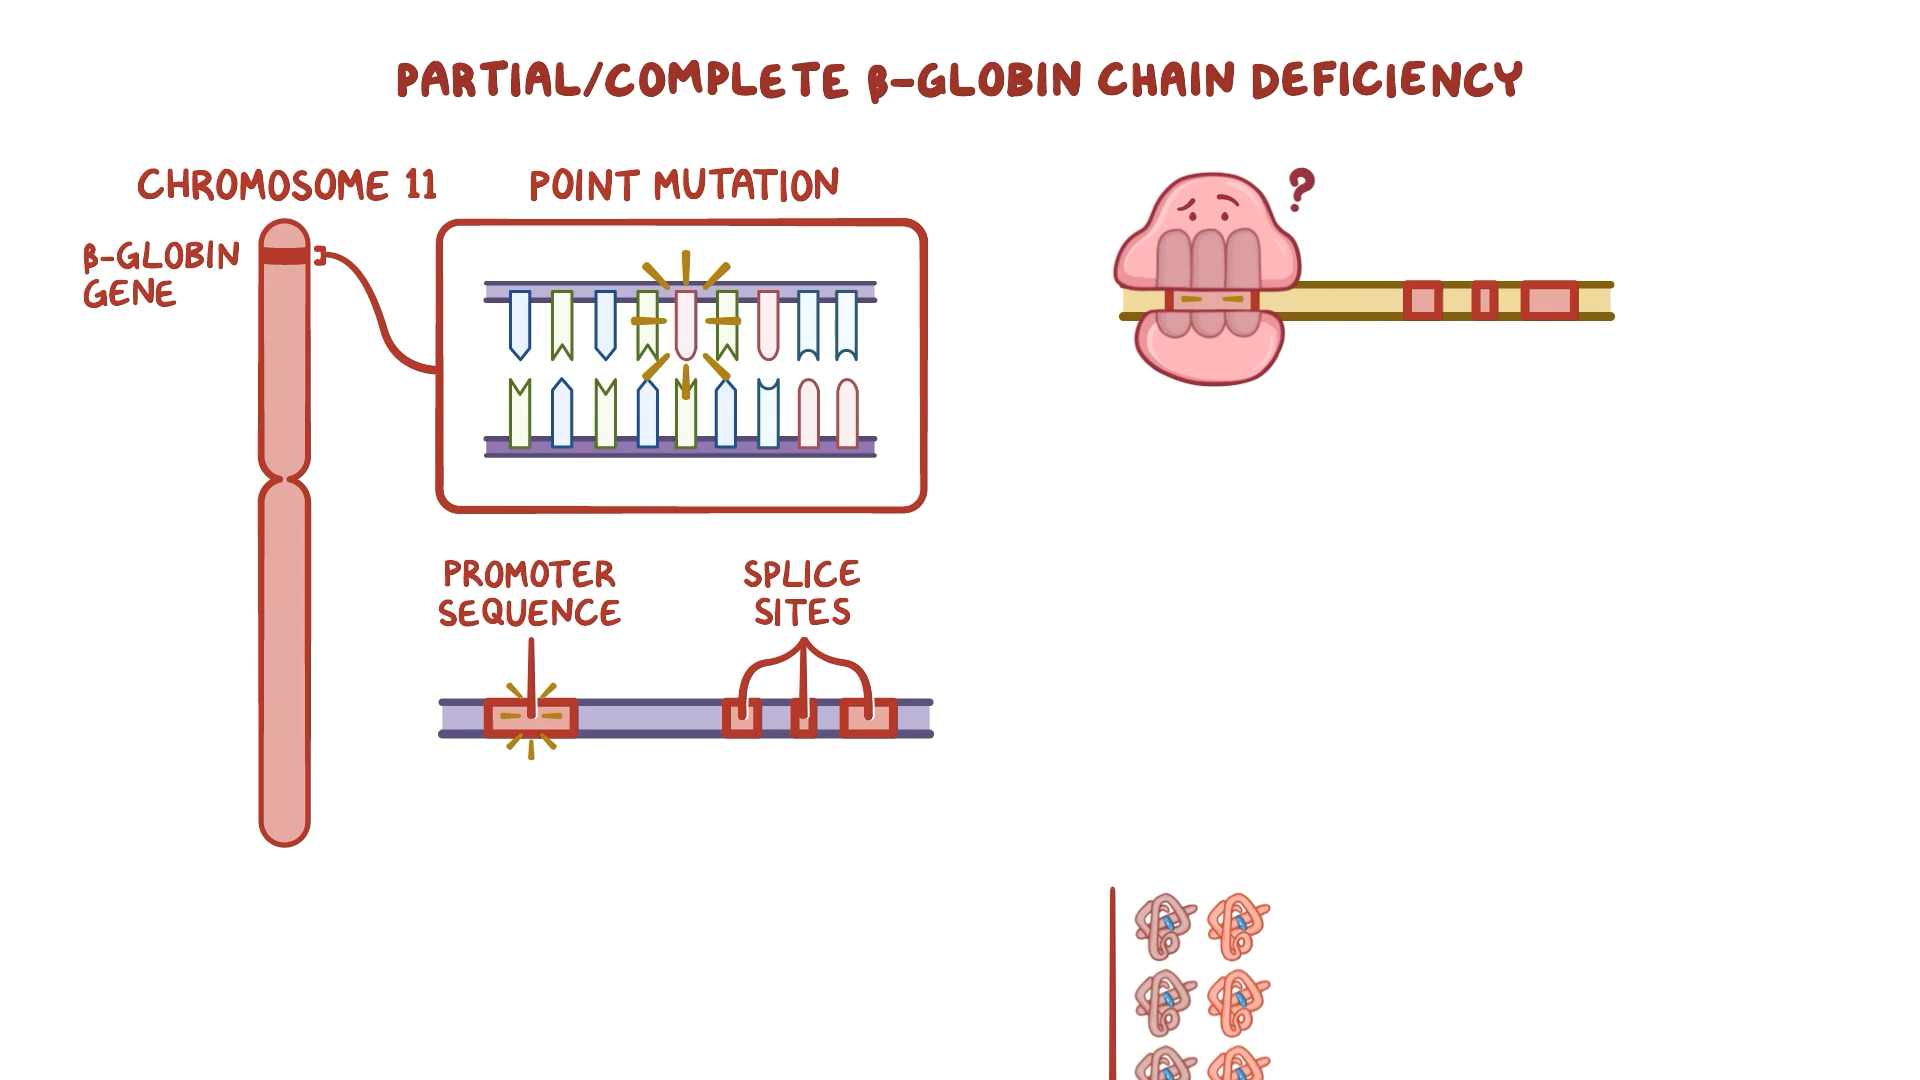 PARTIAL/COMPLETE β-GLOBIN CHAIN DEFICIENCY
CHROMOSOME 11
POINT MUTATION
β-GLOBIN
GENE
?
PROMOTER
SEQUENCE
SPLICE
SITES